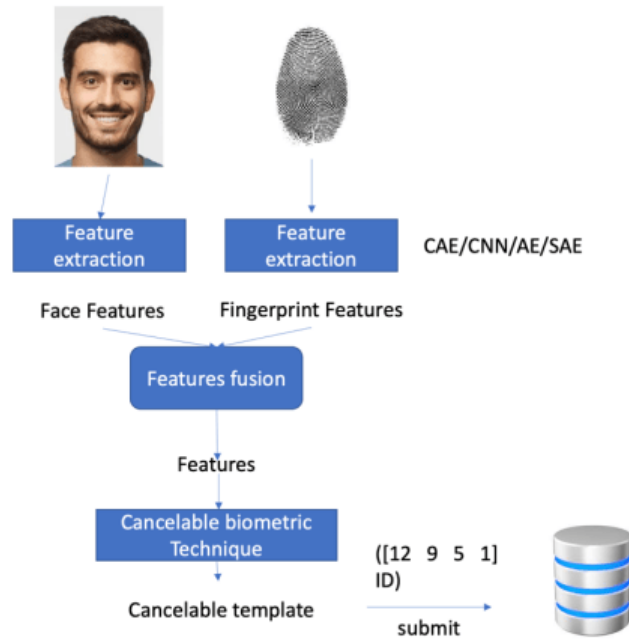 Feature
extraction
Feature
extraction
CAE/CNN/AE/SAE
Face Features
Fingerprint Features
Features fusion
Features
Cancelable biometric
Technique
([12 9 5 1]
ID)
Cancelable template
submit